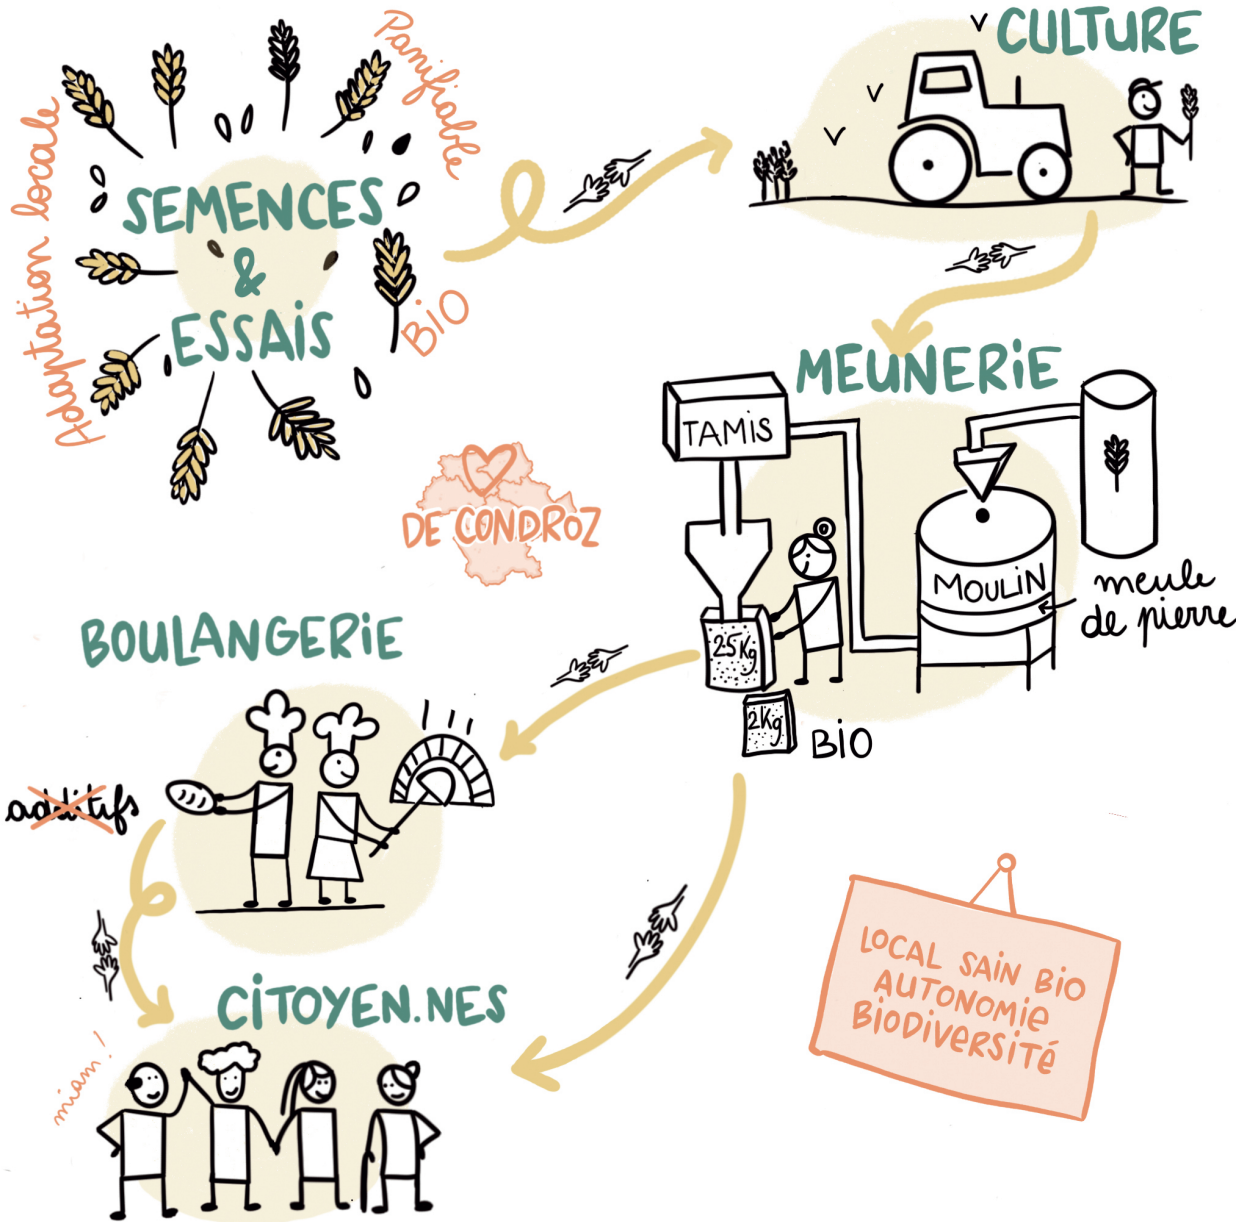 Adaptation locale
Panifiable
SEMENCES
&
ESSAIS
BIO
CULTURE
MEUNERIE
TAMIS
MOULIN
meule
de pierre
25Kg
2Kg
BIO
DE CONDROZ
BOULANGERIE
additifs
CITOYEN.NES
miam !
LOCAL SAIN BIO
AUTONOMIE
BIODIVERSITÉ